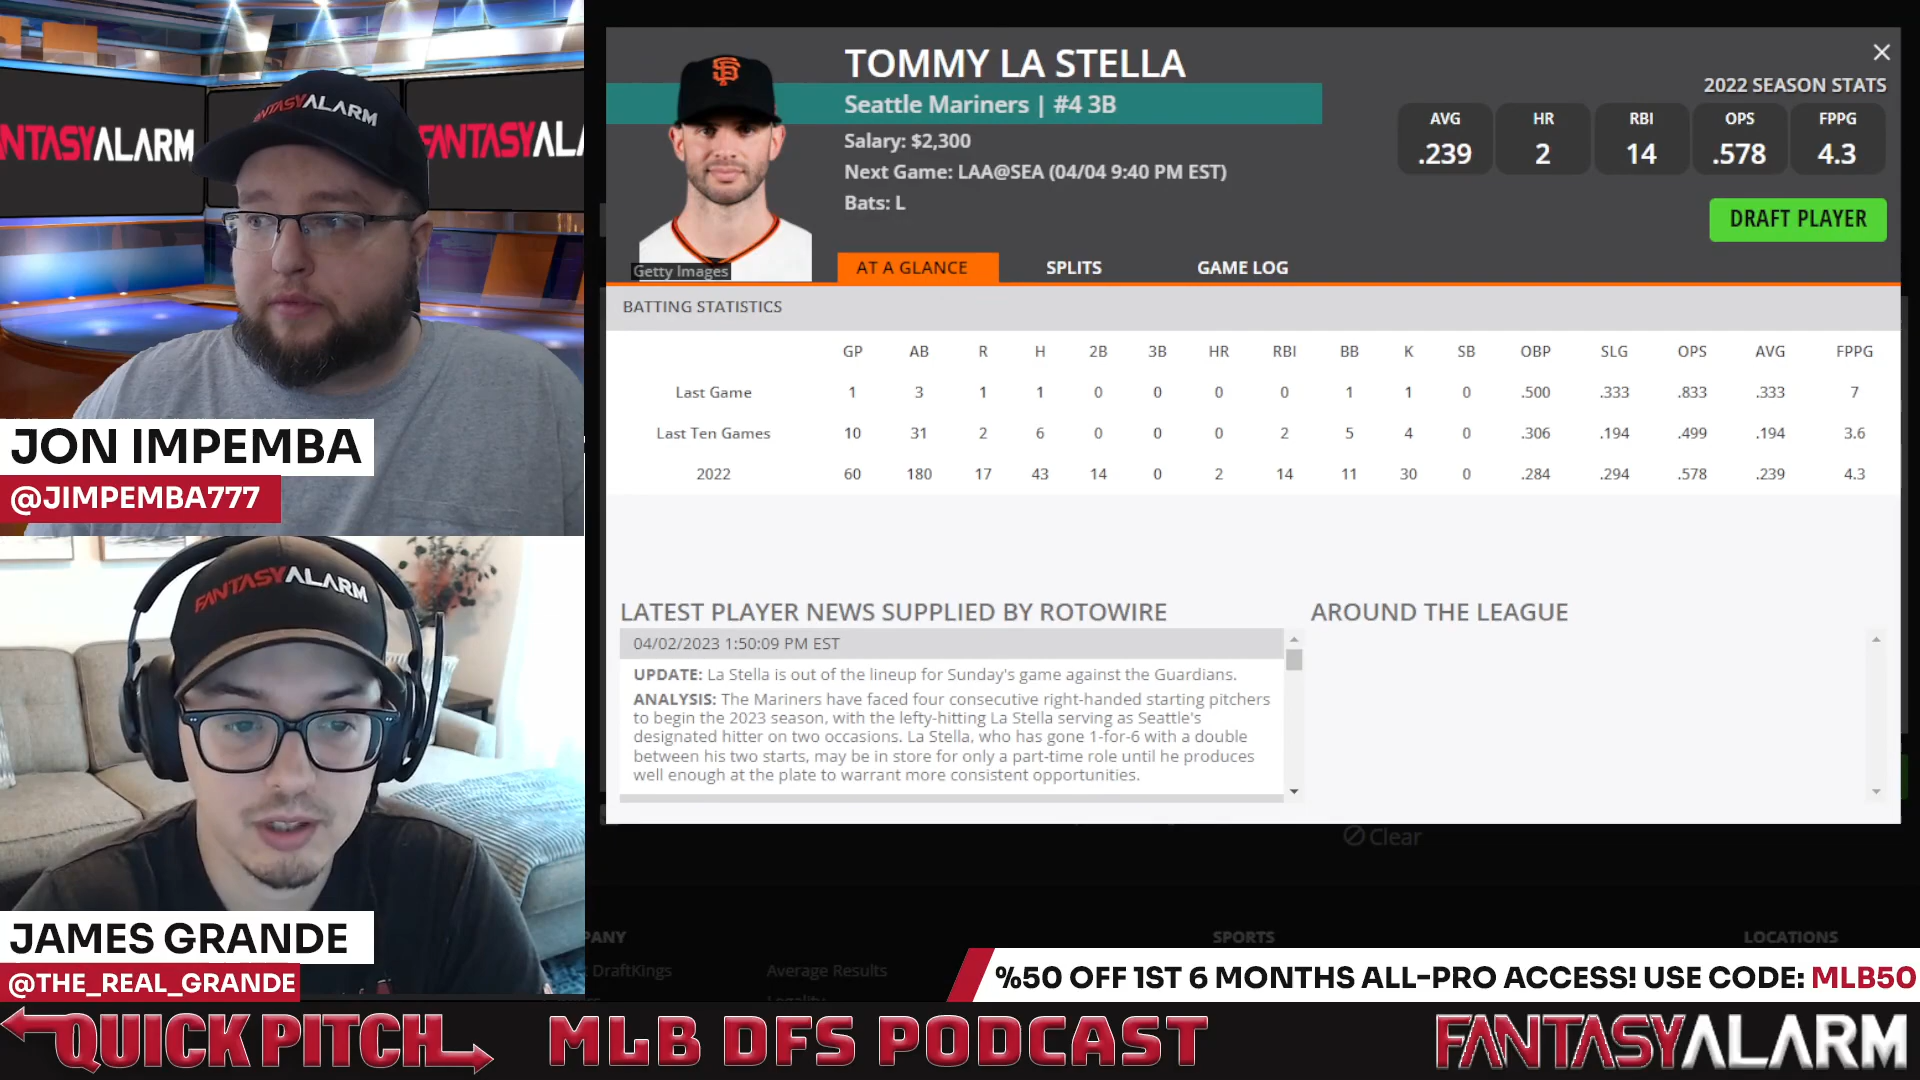 FANTASYALARM
NTASYALARM
FANTASYAL
JON IMPEMBA
@JIMPEMBA777
FANTASYALARM
JAMES GRANDE
@THE_REAL_GRANDE
TOMMY LA STELLA
Seattle Mariners | #4 3B
Salary: $2,300
Next Game: LAA@SEA (04/04 9:40 PM EST)
Bats: L
Getty Images
2022 SEASON STATS
AVG HR RBI OPS FPPG
.239 2 14 .578 4.3
DRAFT PLAYER
AT A GLANCE SPLITS GAME LOG
BATTING STATISTICS
GP AB R H 2B 3B HR RBI BB K SB OBP SLG OPS AVG FPPG
Last Game 1 3 1 1 0 0 0 0 1 1 0 .500 .333 .833 .333 7
Last Ten Games 10 31 2 6 0 0 0 2 5 4 0 .306 .194 .499 .194 3.6
2022 60 180 17 43 14 0 2 14 11 30 0 .284 .294 .578 .239 4.3
LATEST PLAYER NEWS SUPPLIED BY ROTOWIRE
04/02/2023 1:50:09 PM EST
UPDATE: La Stella is out of the lineup for Sunday's game against the Guardians.
ANALYSIS: The Mariners have faced four consecutive right-handed starting pitchers
to begin the 2023 season, with the lefty-hitting La Stella serving as Seattle's
designated hitter on two occasions. La Stella, who has gone 1-for-6 with a double
between his two starts, may be in store for only a part-time role until he produces
well enough at the plate to warrant more consistent opportunities.
AROUND THE LEAGUE
Clear
PANY SPORTS LOCATIONS
DraftKings Average Results
%50 OFF 1ST 6 MONTHS ALL-PRO ACCESS! USE CODE: MLB50
QUICK PITCH MLB DFS PODCAST FANTASYALARM